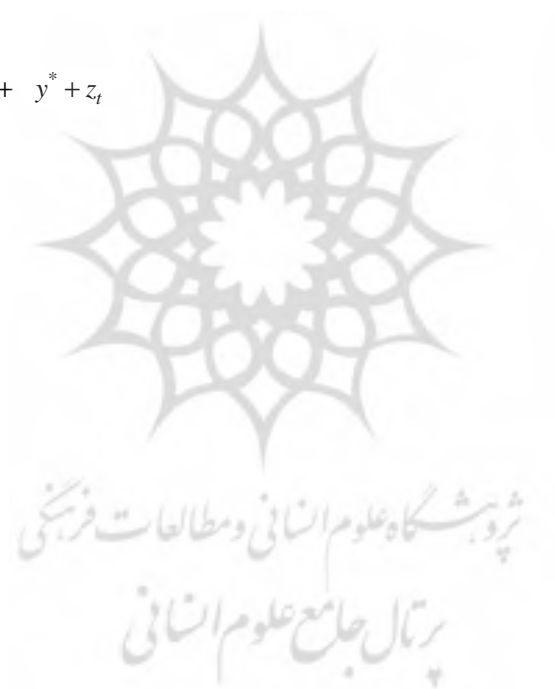 + y* + z_t
پژوهشگاه علوم انسانی و مطالعات فرهنگی
پرتال جامع علوم انسانی